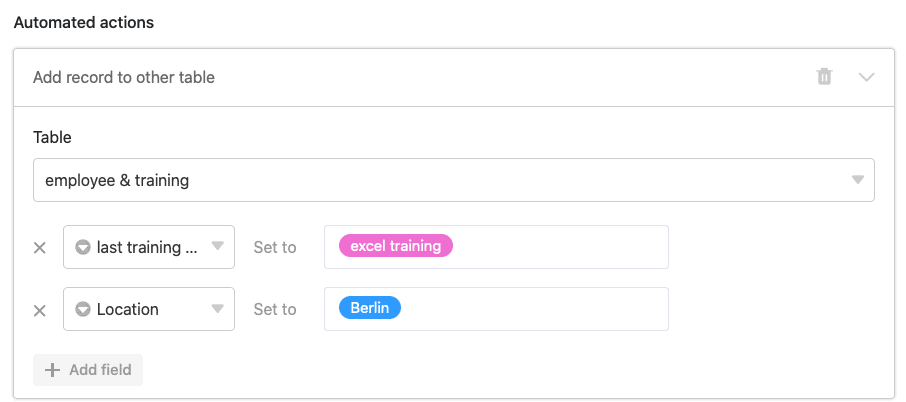 Automated actions
Add record to other table
Table
employee & training
last training ... Set to excel training
Location Set to Berlin
Add field